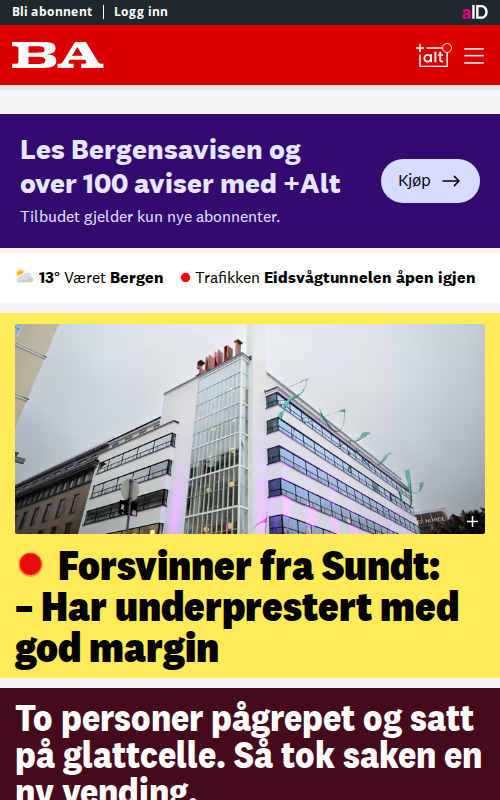 Bli abonnent | Logg inn
aID
BA
+alt
Les Bergensavisen og
over 100 aviser med +Alt
Tilbudet gjelder kun nye abonnenter.
Kjøp →
13° Været Bergen
Trafikken Eidsvågtunnelen åpen igjen
SUNDT
+
Forsvinner fra Sundt:
– Har underprestert med
god margin
To personer pågrepet og satt
på glattcelle. Så tok saken en
ny vending.